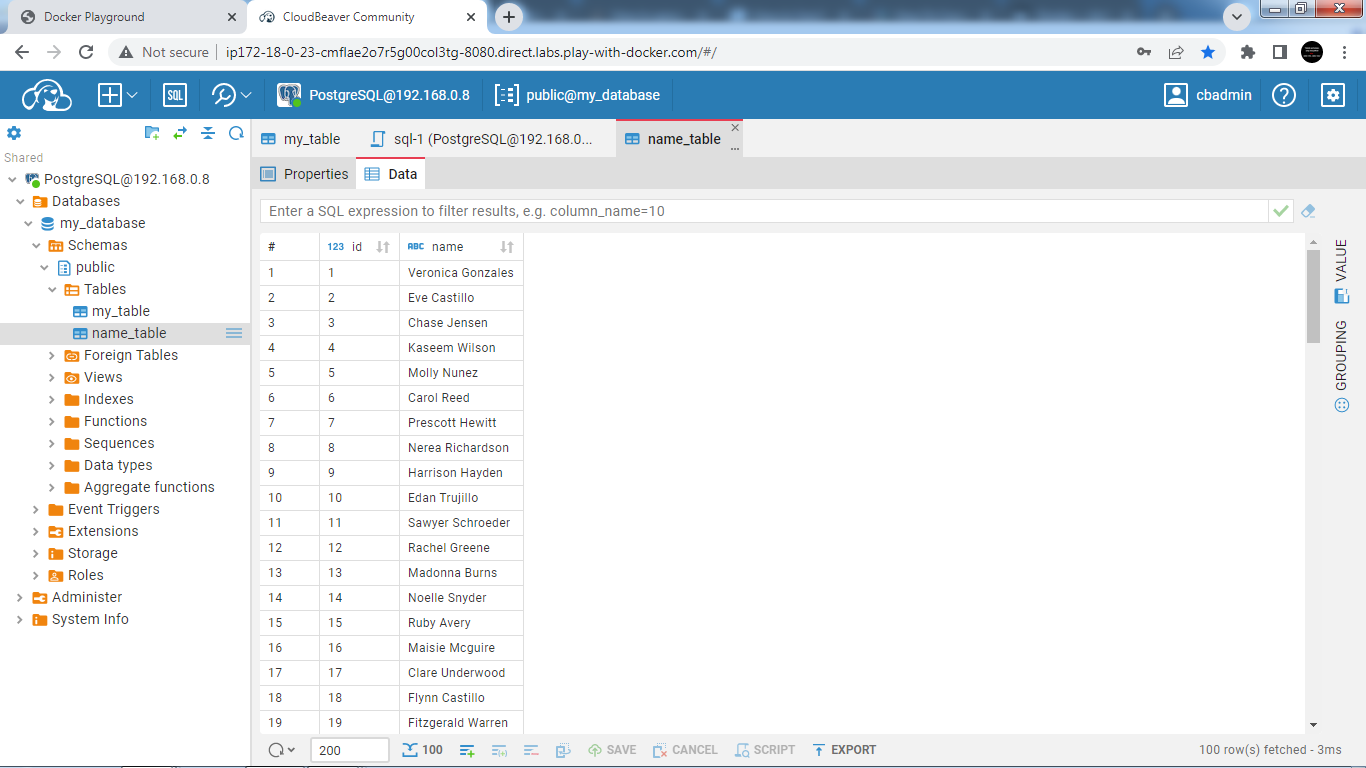 Docker Playground
CloudBeaver Community
Not secure
ip172-18-0-23-cmflae2o7r5g00col3tg-8080.direct.labs.play-with-docker.com/#/
SQL
PostgreSQL@192.168.0.8
public@my_database
cbadmin
Shared
PostgreSQL@192.168.0.8
Databases
my_database
Schemas
public
Tables
my_table
name_table
Foreign Tables
Views
Indexes
Functions
Sequences
Data types
Aggregate functions
Event Triggers
Extensions
Storage
Roles
Administer
System Info
my_table
sql-1 (PostgreSQL@192.168.0...
name_table
Properties
Data
Enter a SQL expression to filter results, e.g. column_name=10
# 123 id ABC name
1 1 Veronica Gonzales
2 2 Eve Castillo
3 3 Chase Jensen
4 4 Kaseem Wilson
5 5 Molly Nunez
6 6 Carol Reed
7 7 Prescott Hewitt
8 8 Nerea Richardson
9 9 Harrison Hayden
10 10 Edan Trujillo
11 11 Sawyer Schroeder
12 12 Rachel Greene
13 13 Madonna Burns
14 14 Noelle Snyder
15 15 Ruby Avery
16 16 Maisie Mcguire
17 17 Clare Underwood
18 18 Flynn Castillo
19 19 Fitzgerald Warren
VALUE
GROUPING
200
100
SAVE
CANCEL
SCRIPT
EXPORT
100 row(s) fetched - 3ms